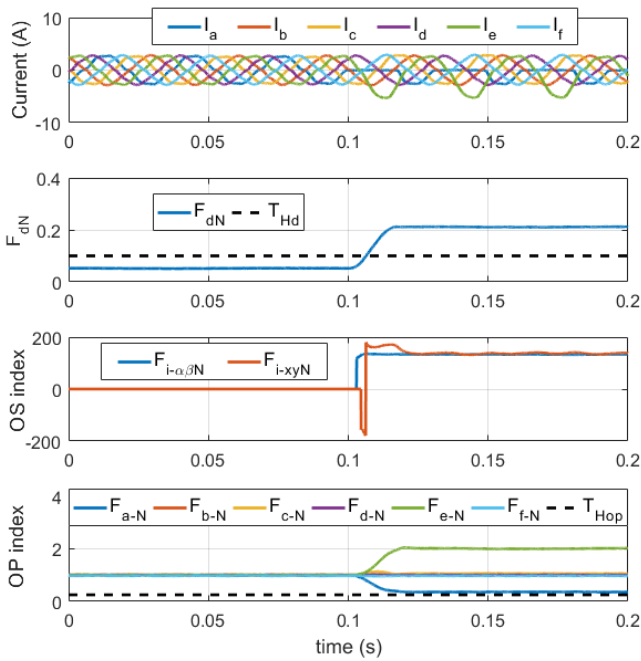 I_a I_b I_c I_d I_e I_f
Current (A)
10
0
-10
0 0.05 0.1 0.15 0.2
F_dN T_Hd
F_dN
0.4
0.2
0
0 0.05 0.1 0.15 0.2
F_i-αβN F_i-xyN
OS index
200
0
-200
0 0.05 0.1 0.15 0.2
F_a-N F_b-N F_c-N F_d-N F_e-N F_f-N T_Hop
OP index
4
2
0
0 0.05 0.1 0.15 0.2
time (s)